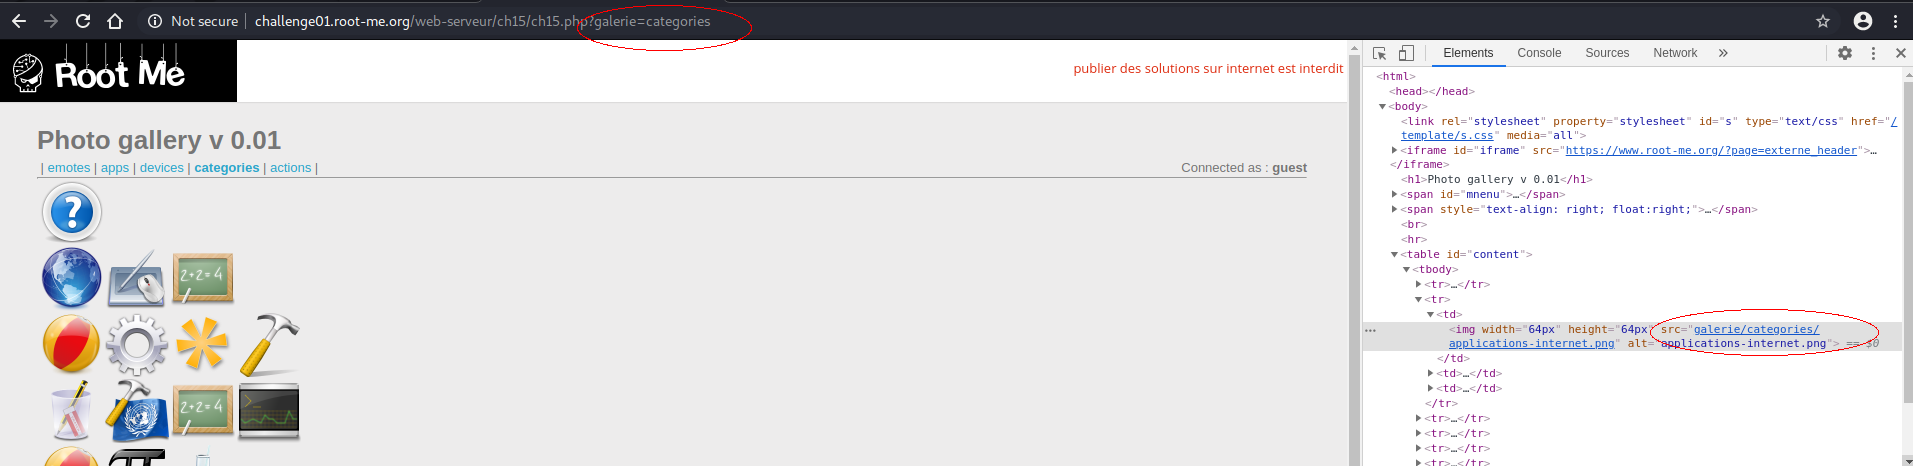 Not secure | challenge01.root-me.org/web-serveur/ch15/ch15.php?galerie=categories
Root Me
publier des solutions sur internet est interdit
Photo gallery v 0.01
| emotes | apps | devices | categories | actions |
Connected as : guest
2+2=4
2+2=4
Elements Console Sources Network »
<html>
<head></head>
▼<body>
<link rel="stylesheet" property="stylesheet" id="s" type="text/css" href="/
template/s.css" media="all">
▶<iframe id="iframe" src="https://www.root-me.org/?page=externe_header">…
</iframe>
<h1>Photo gallery v 0.01</h1>
▶<span id="mnenu">…</span>
▶<span style="text-align: right; float:right;">…</span>
<br>
<hr>
▼<table id="content">
▼<tbody>
▶<tr>…</tr>
▼<tr>
▼<td>
<img width="64px" height="64px" src="galerie/categories/
applications-internet.png" alt="applications-internet.png"> == $0
</td>
▶<td>…</td>
▶<td>…</td>
</tr>
▶<tr>…</tr>
▶<tr>…</tr>
▶<tr>…</tr>
▶<tr>…</tr>